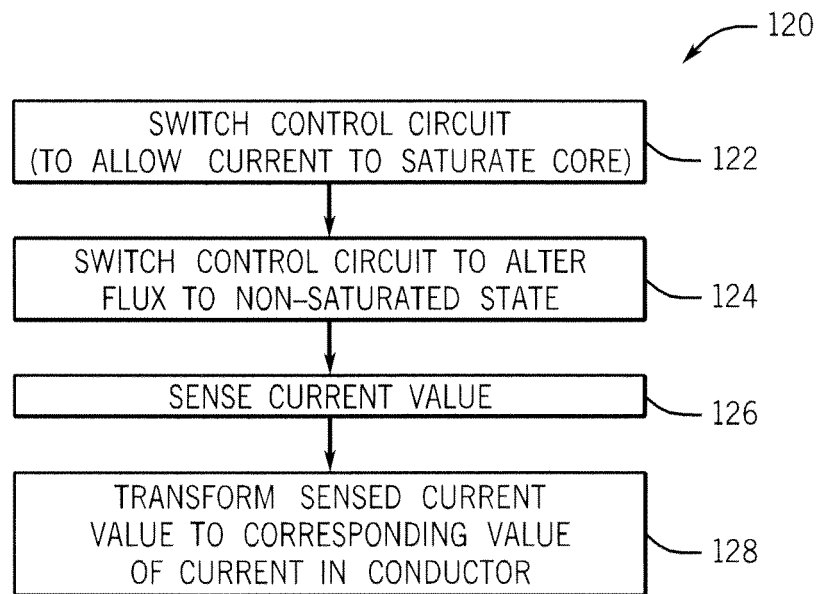 120
SWITCH CONTROL CIRCUIT
(TO ALLOW CURRENT TO SATURATE CORE)
122
SWITCH CONTROL CIRCUIT TO ALTER
FLUX TO NON-SATURATED STATE
124
SENSE CURRENT VALUE
126
TRANSFORM SENSED CURRENT
VALUE TO CORRESPONDING VALUE
OF CURRENT IN CONDUCTOR
128